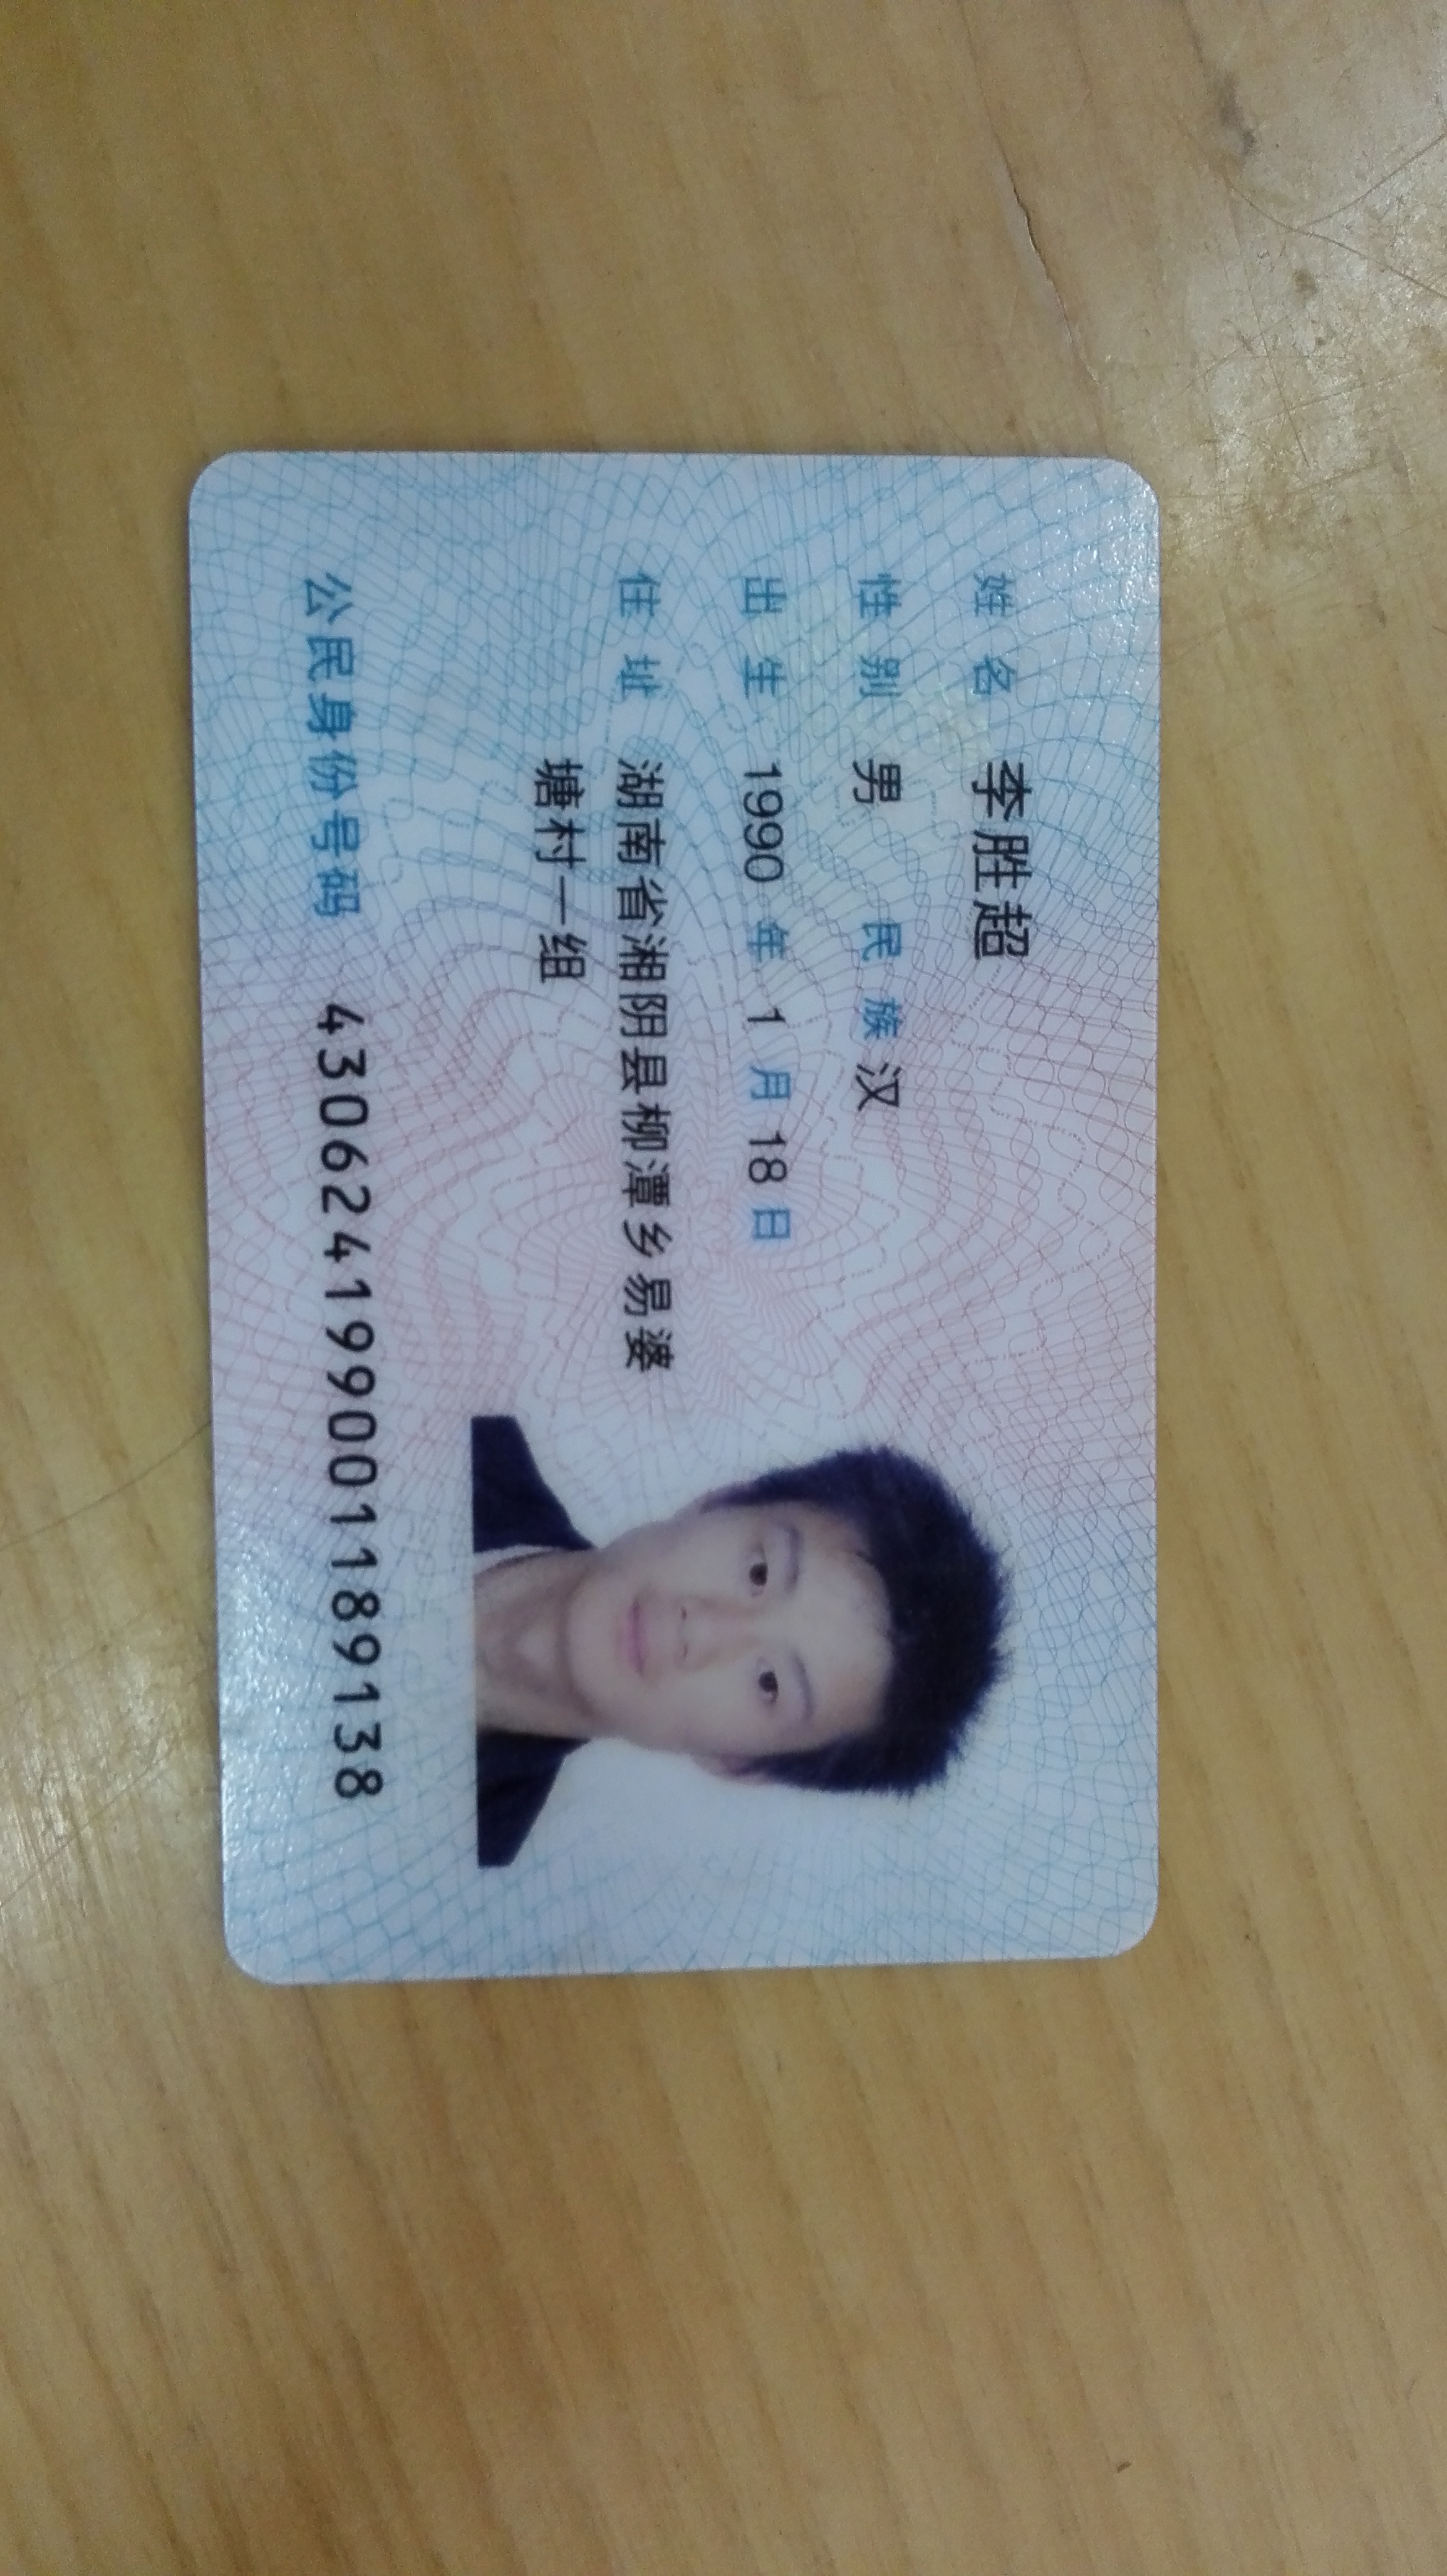 姓名 李胜超
性别 男 民族 汉
出生 1990 年 1 月 18 日
住址 湖南省湘阴县柳潭乡易婆
塘村一组
公民身份号码 430624199001189138